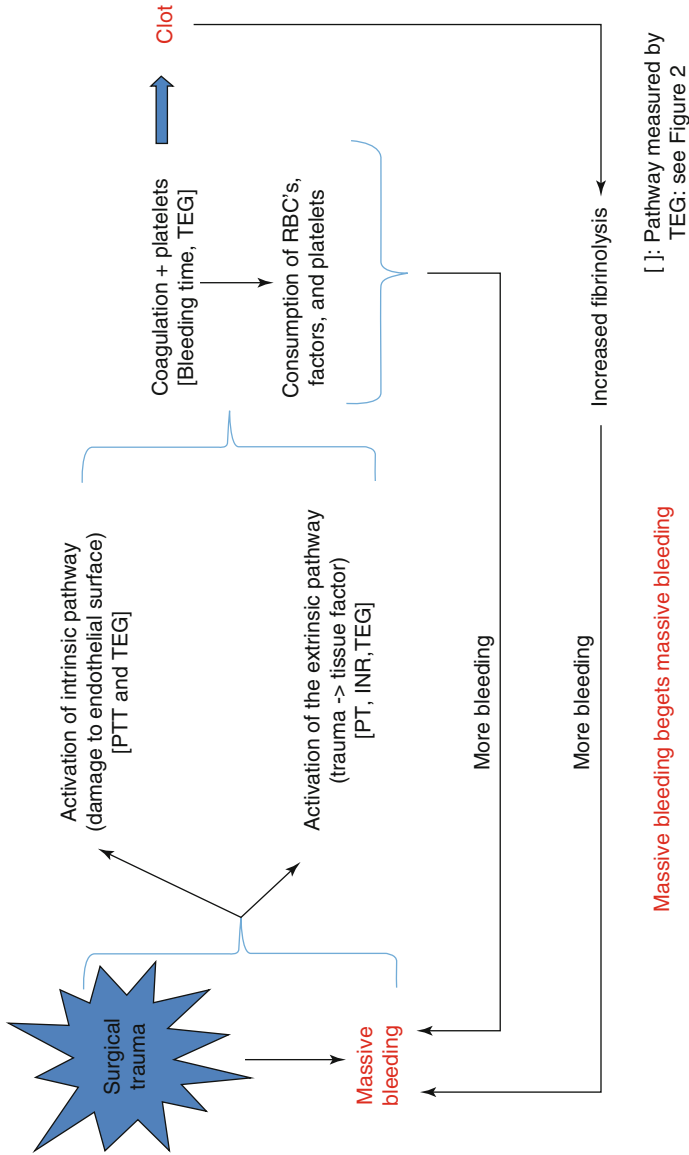 Surgical
trauma
Massive
bleeding
Activation of intrinsic pathway
(damage to endothelial surface)
[PTT and TEG]
Activation of the extrinsic pathway
(trauma -> tissue factor)
[PT, INR,TEG]
Coagulation + platelets
[Bleeding time, TEG]
Consumption of RBC's,
factors, and platelets
Clot
More bleeding
More bleeding
Increased fibrinolysis
Massive bleeding begets massive bleeding
[ ]: Pathway measured by
TEG: see Figure 2